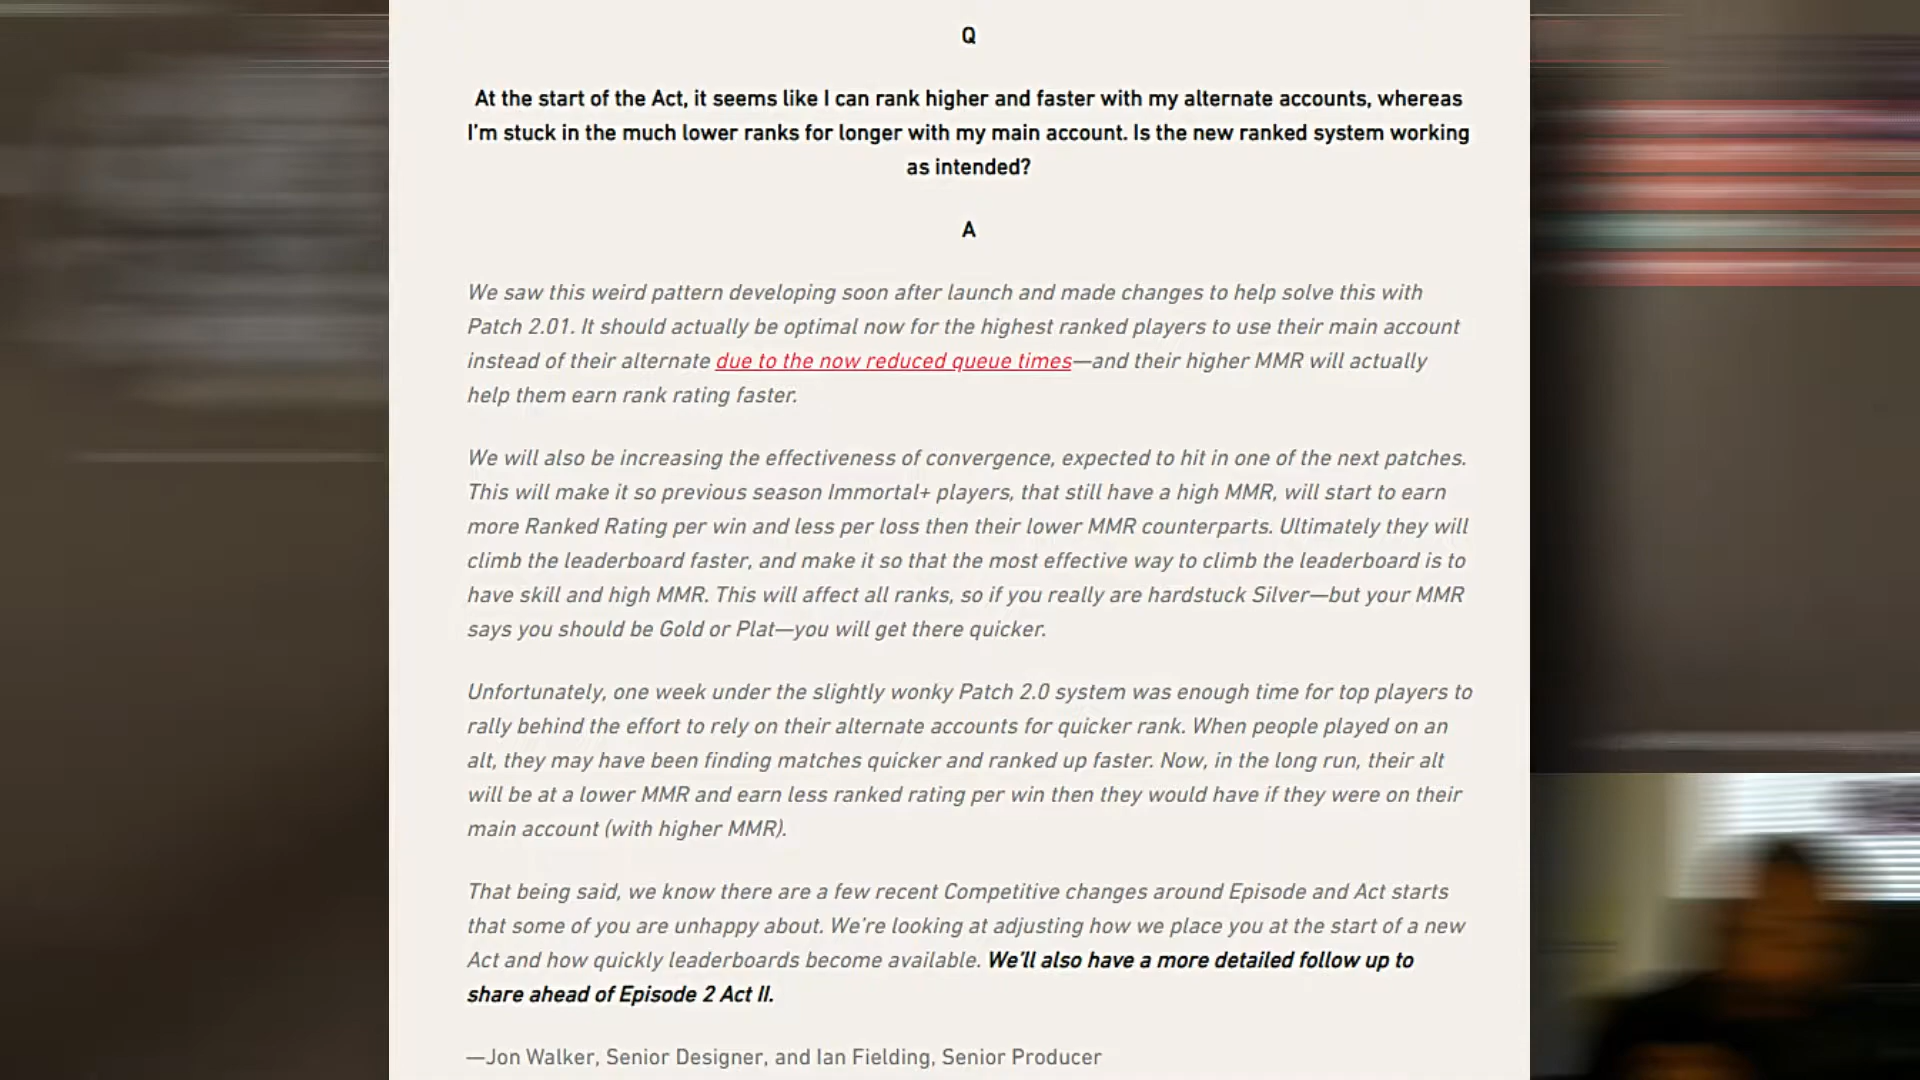 Q
At the start of the Act, it seems like I can rank higher and faster with my alternate accounts, whereas
I'm stuck in the much lower ranks for longer with my main account. Is the new ranked system working
as intended?
A
We saw this weird pattern developing soon after launch and made changes to help solve this with
Patch 2.01. It should actually be optimal now for the highest ranked players to use their main account
instead of their alternate due to the now reduced queue times—and their higher MMR will actually
help them earn rank rating faster.
We will also be increasing the effectiveness of convergence, expected to hit in one of the next patches.
This will make it so previous season Immortal+ players, that still have a high MMR, will start to earn
more Ranked Rating per win and less per loss then their lower MMR counterparts. Ultimately they will
climb the leaderboard faster, and make it so that the most effective way to climb the leaderboard is to
have skill and high MMR. This will affect all ranks, so if you really are hardstuck Silver—but your MMR
says you should be Gold or Plat—you will get there quicker.
Unfortunately, one week under the slightly wonky Patch 2.0 system was enough time for top players to
rally behind the effort to rely on their alternate accounts for quicker rank. When people played on an
alt, they may have been finding matches quicker and ranked up faster. Now, in the long run, their alt
will be at a lower MMR and earn less ranked rating per win then they would have if they were on their
main account (with higher MMR).
That being said, we know there are a few recent Competitive changes around Episode and Act starts
that some of you are unhappy about. We're looking at adjusting how we place you at the start of a new
Act and how quickly leaderboards become available. We'll also have a more detailed follow up to
share ahead of Episode 2 Act II.
—Jon Walker, Senior Designer, and Ian Fielding, Senior Producer